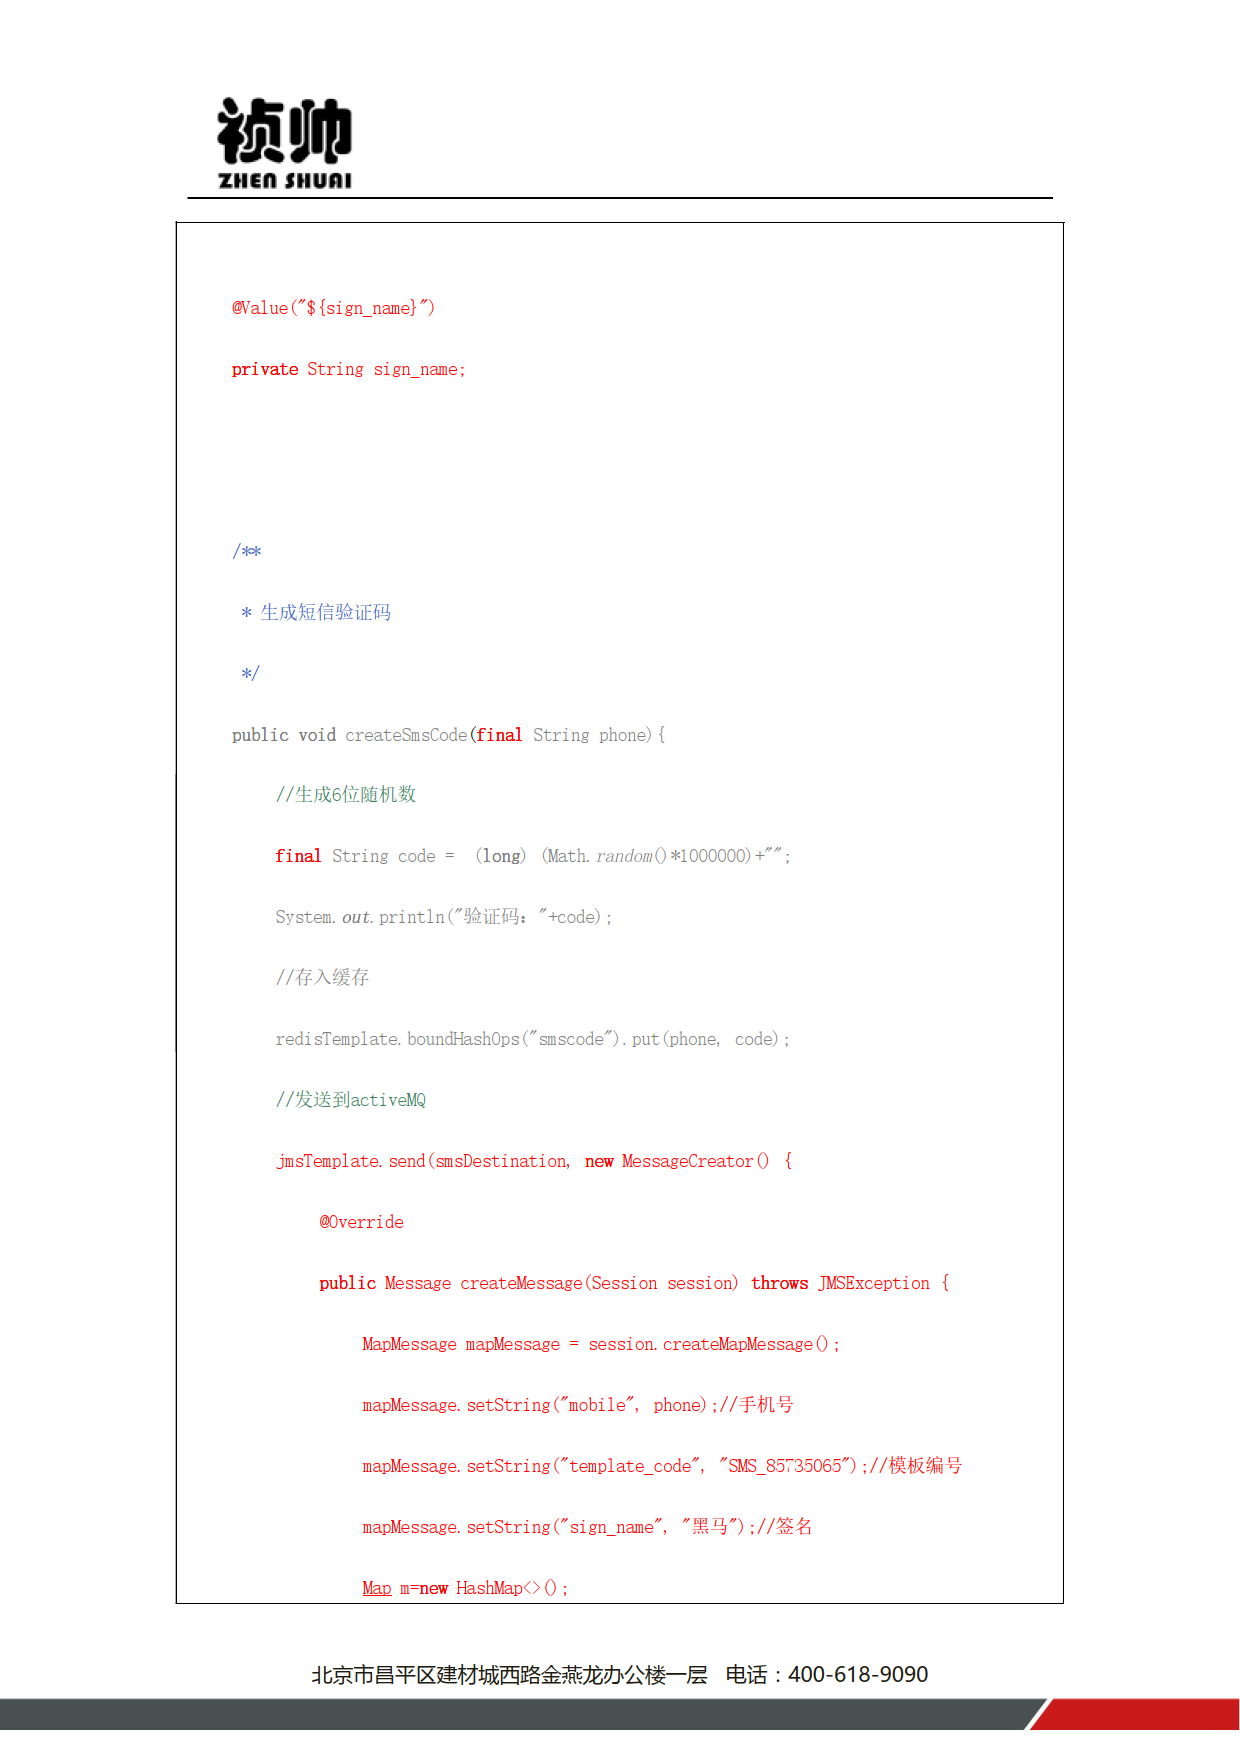 祯帅
ZHEN SHUAI
@Value("${sign_name}")
private String sign_name;
/**
* 生成短信验证码
*/
public void createSmsCode(final String phone){
//生成6位随机数
final String code =  (long) (Math.random()*1000000)+"";
System.out.println("验证码："+code);
//存入缓存
redisTemplate.boundHashOps("smscode").put(phone, code);
//发送到activeMQ
jmsTemplate.send(smsDestination, new MessageCreator() {
@Override
public Message createMessage(Session session) throws JMSException {
MapMessage mapMessage = session.createMapMessage();
mapMessage.setString("mobile", phone);//手机号
mapMessage.setString("template_code", "SMS_85735065");//模板编号
mapMessage.setString("sign_name", "黑马");//签名
Map m=new HashMap<>();
北京市昌平区建材城西路金燕龙办公楼一层 电话：400-618-9090